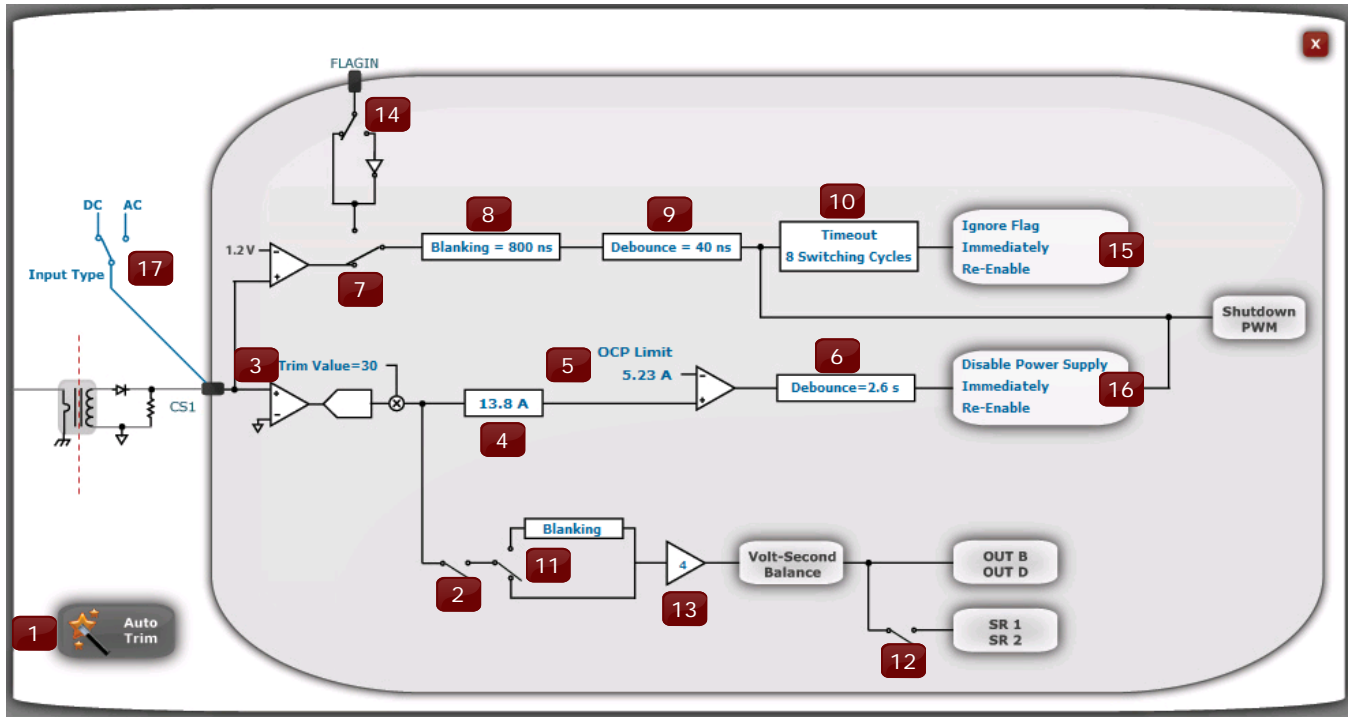 X
FLAGIN
14
DC AC
8
9
10
1.2 V
Blanking = 800 ns
Debounce = 40 ns
Timeout
8 Switching Cycles
Ignore Flag
Immediately
Re-Enable
15
17
Input Type
7
Shutdown
PWM
3
Trim Value=30
5
OCP Limit
5.23 A
6
Debounce=2.6 s
Disable Power Supply
Immediately
Re-Enable
16
CS1
13.8 A
4
Blanking
11
2
4
13
Volt-Second
Balance
OUT B
OUT D
12
SR 1
SR 2
1
Auto
Trim